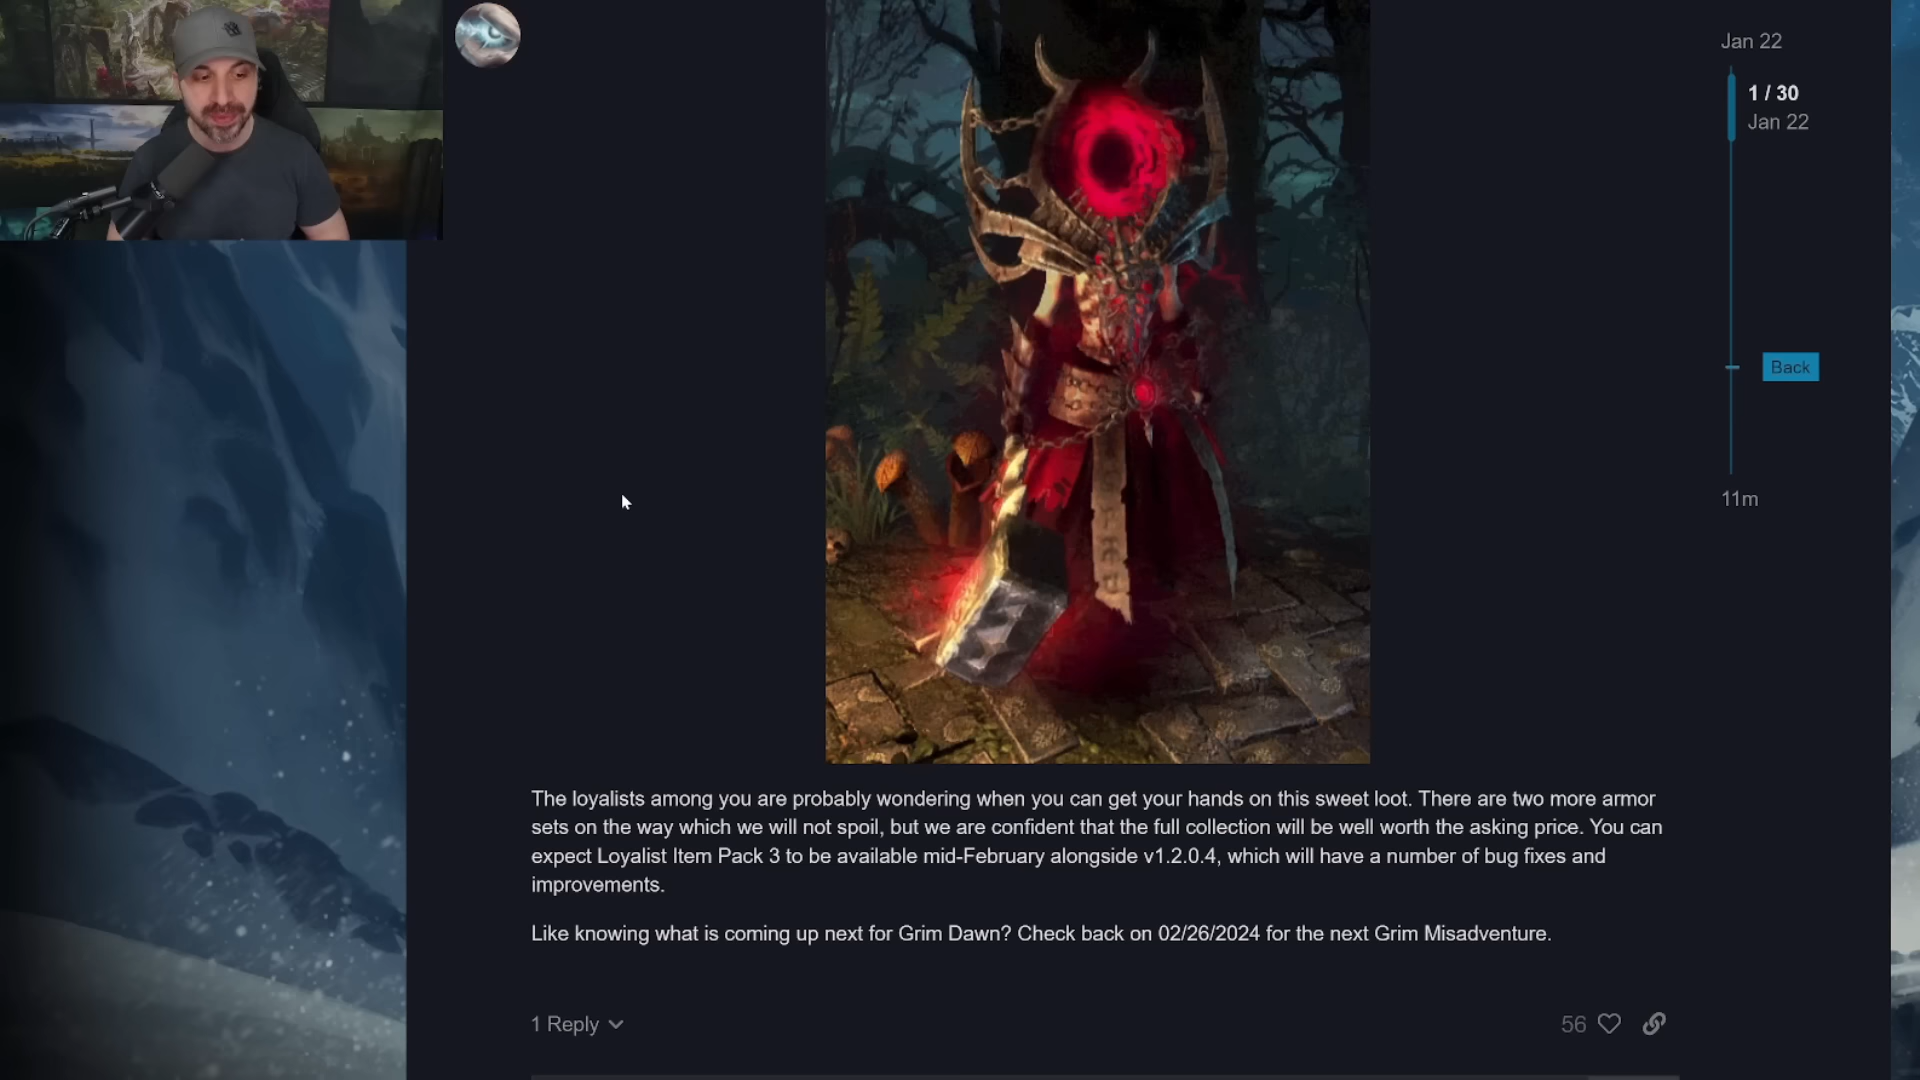 Jan 22
1 / 30
Jan 22
Back
11m
The loyalists among you are probably wondering when you can get your hands on this sweet loot. There are two more armor
sets on the way which we will not spoil, but we are confident that the full collection will be well worth the asking price. You can
expect Loyalist Item Pack 3 to be available mid-February alongside v1.2.0.4, which will have a number of bug fixes and
improvements.
Like knowing what is coming up next for Grim Dawn? Check back on 02/26/2024 for the next Grim Misadventure.
1 Reply
56